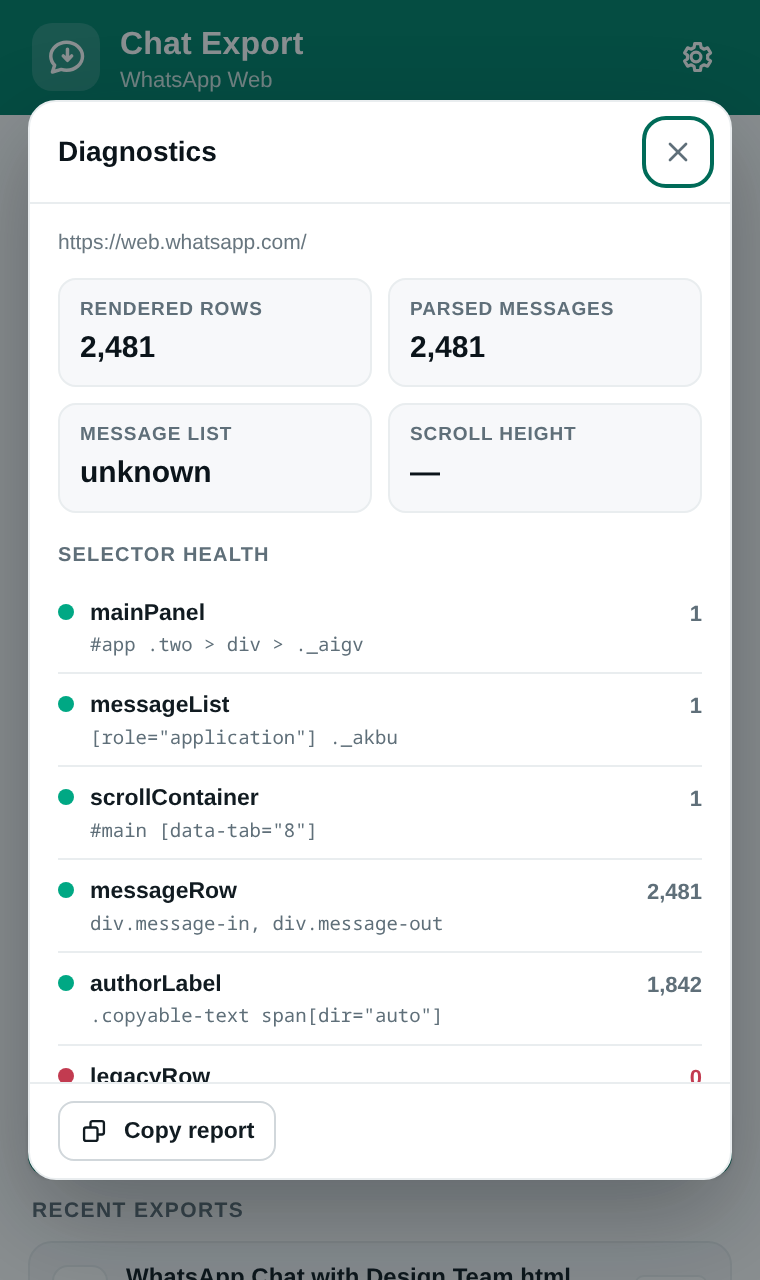 Chat Export
WhatsApp Web
Diagnostics
https://web.whatsapp.com/
RENDERED ROWS
2,481
PARSED MESSAGES
2,481
MESSAGE LIST
unknown
SCROLL HEIGHT
—
SELECTOR HEALTH
mainPanel 1
#app .two > div > ._aigv
messageList 1
[role="application"] ._akbu
scrollContainer 1
#main [data-tab="8"]
messageRow 2,481
div.message-in, div.message-out
authorLabel 1,842
.copyable-text span[dir="auto"]
legacyRow 0
Copy report
RECENT EXPORTS
WhatsApp Chat with Design Team.html